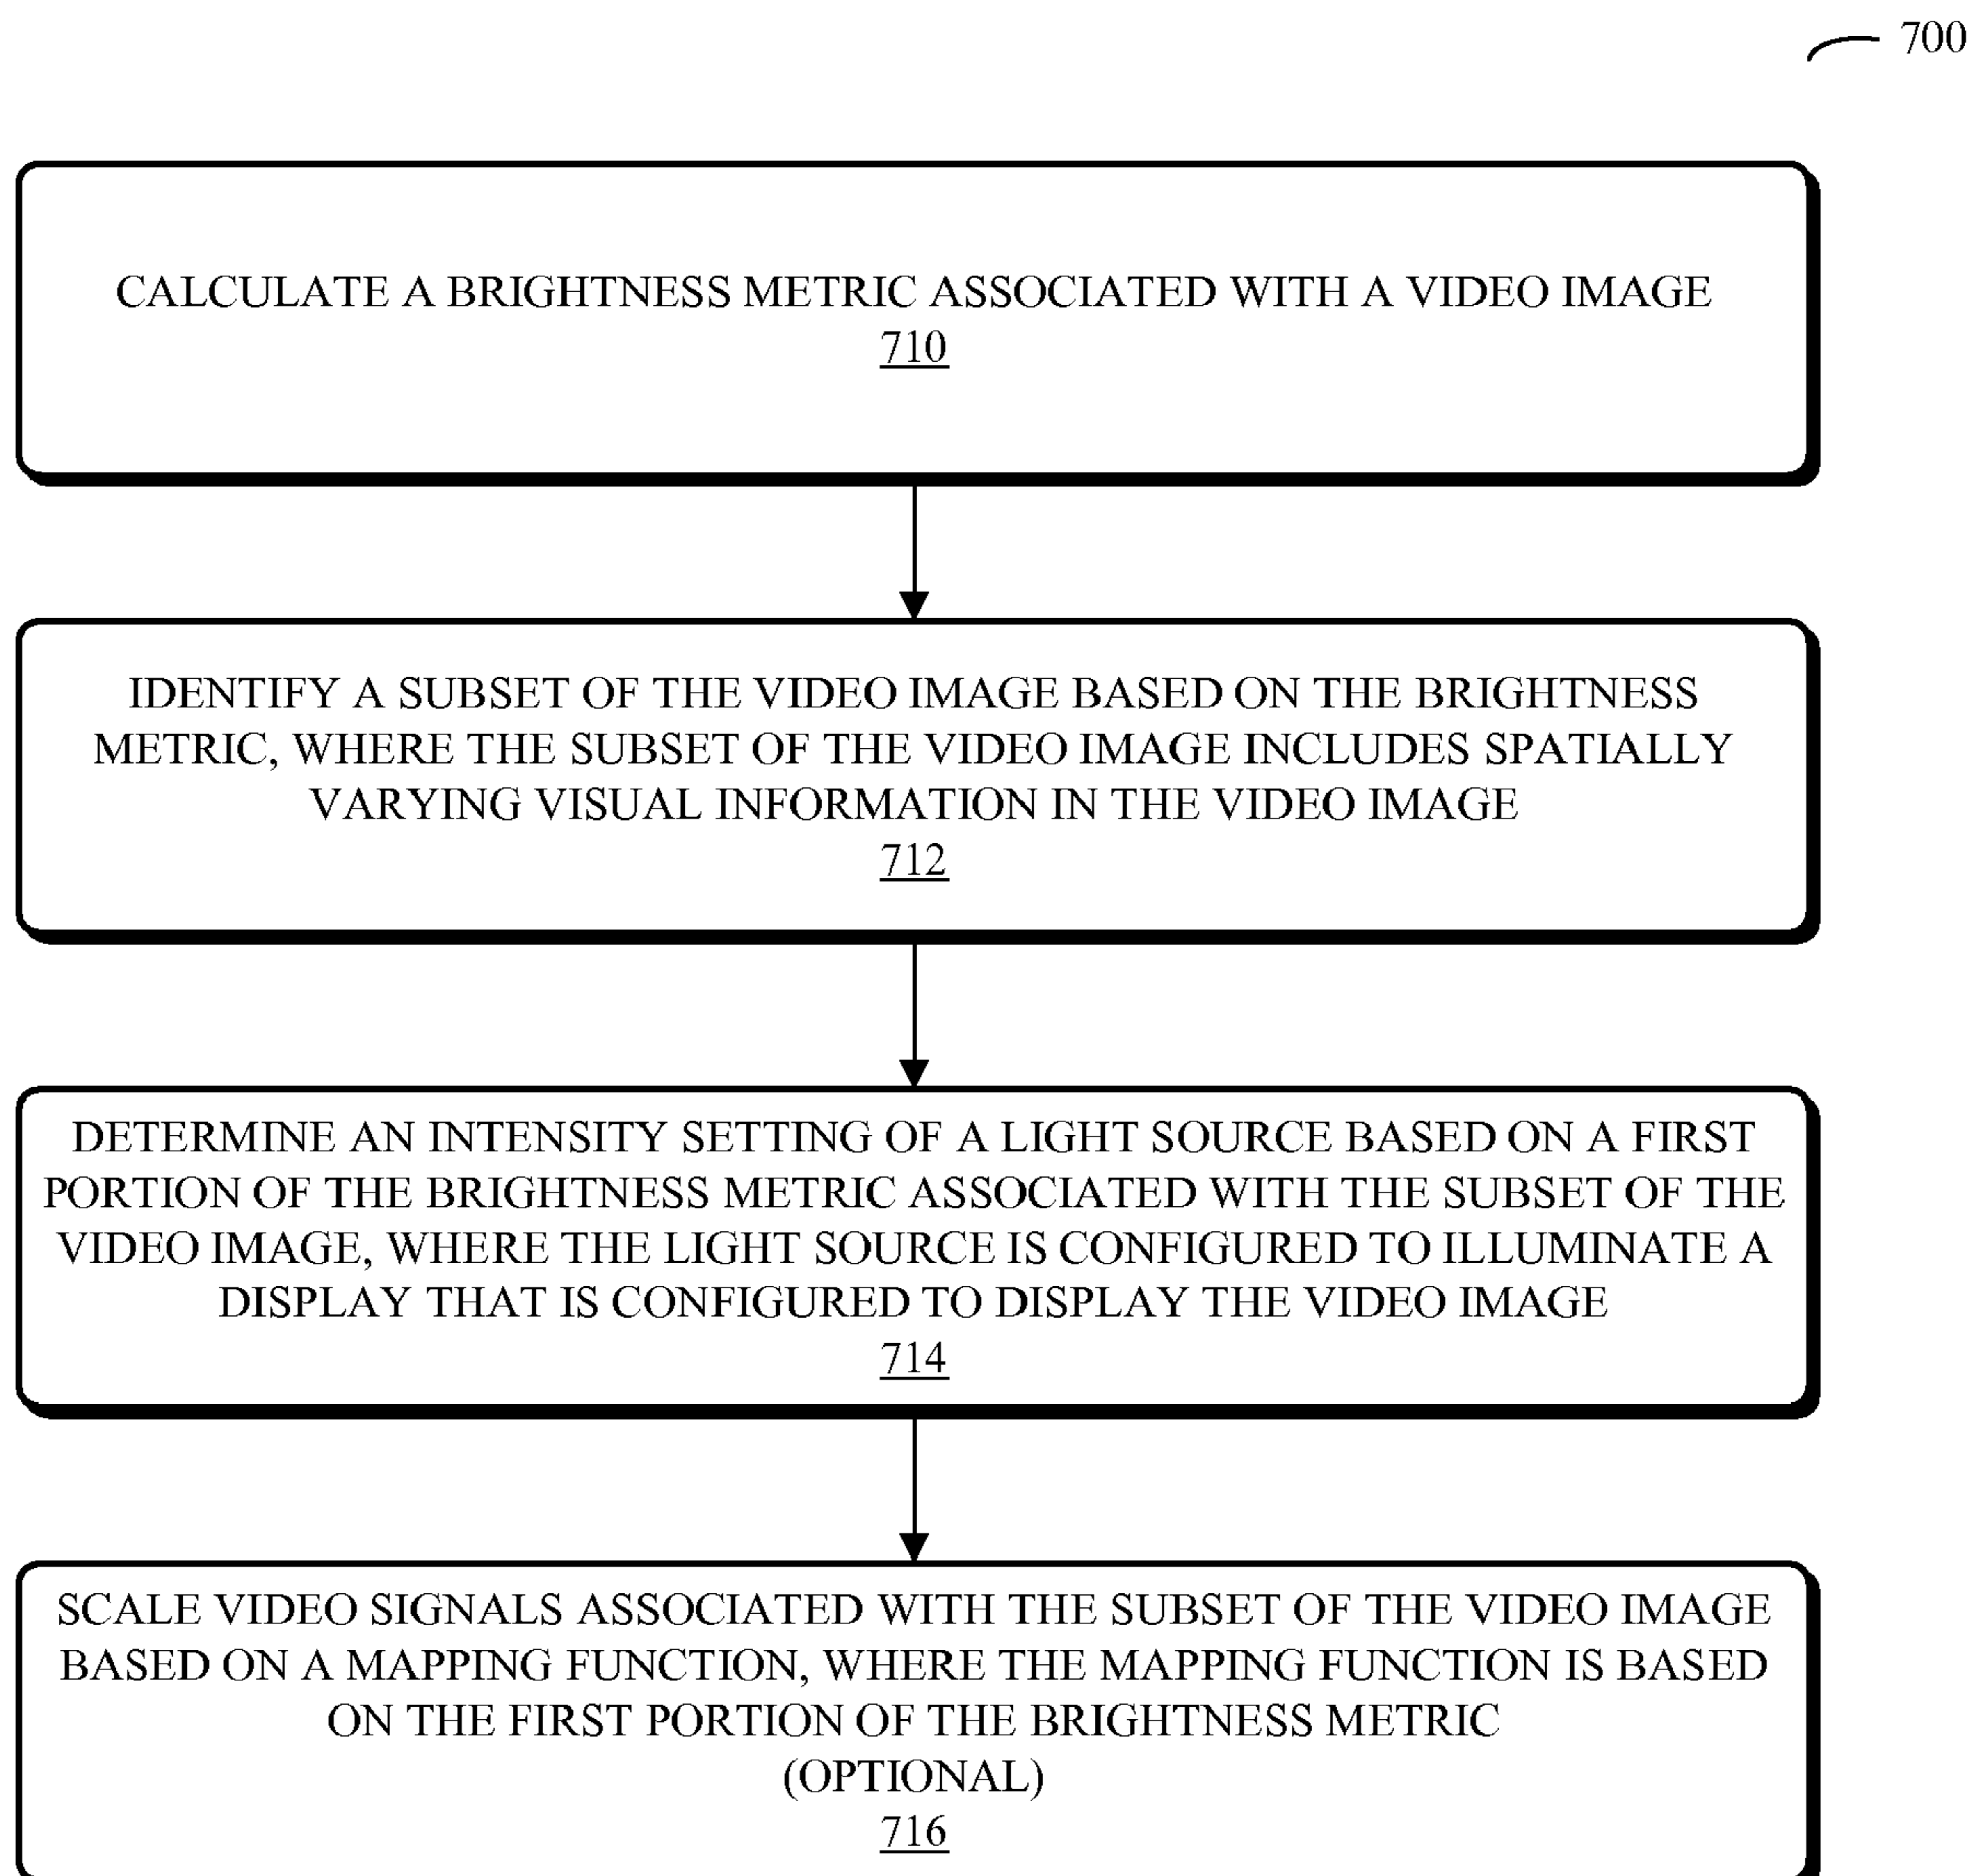 700
CALCULATE A BRIGHTNESS METRIC ASSOCIATED WITH A VIDEO IMAGE
710
IDENTIFY A SUBSET OF THE VIDEO IMAGE BASED ON THE BRIGHTNESS
METRIC, WHERE THE SUBSET OF THE VIDEO IMAGE INCLUDES SPATIALLY
VARYING VISUAL INFORMATION IN THE VIDEO IMAGE
712
DETERMINE AN INTENSITY SETTING OF A LIGHT SOURCE BASED ON A FIRST
PORTION OF THE BRIGHTNESS METRIC ASSOCIATED WITH THE SUBSET OF THE
VIDEO IMAGE, WHERE THE LIGHT SOURCE IS CONFIGURED TO ILLUMINATE A
DISPLAY THAT IS CONFIGURED TO DISPLAY THE VIDEO IMAGE
714
SCALE VIDEO SIGNALS ASSOCIATED WITH THE SUBSET OF THE VIDEO IMAGE
BASED ON A MAPPING FUNCTION, WHERE THE MAPPING FUNCTION IS BASED
ON THE FIRST PORTION OF THE BRIGHTNESS METRIC
(OPTIONAL)
716